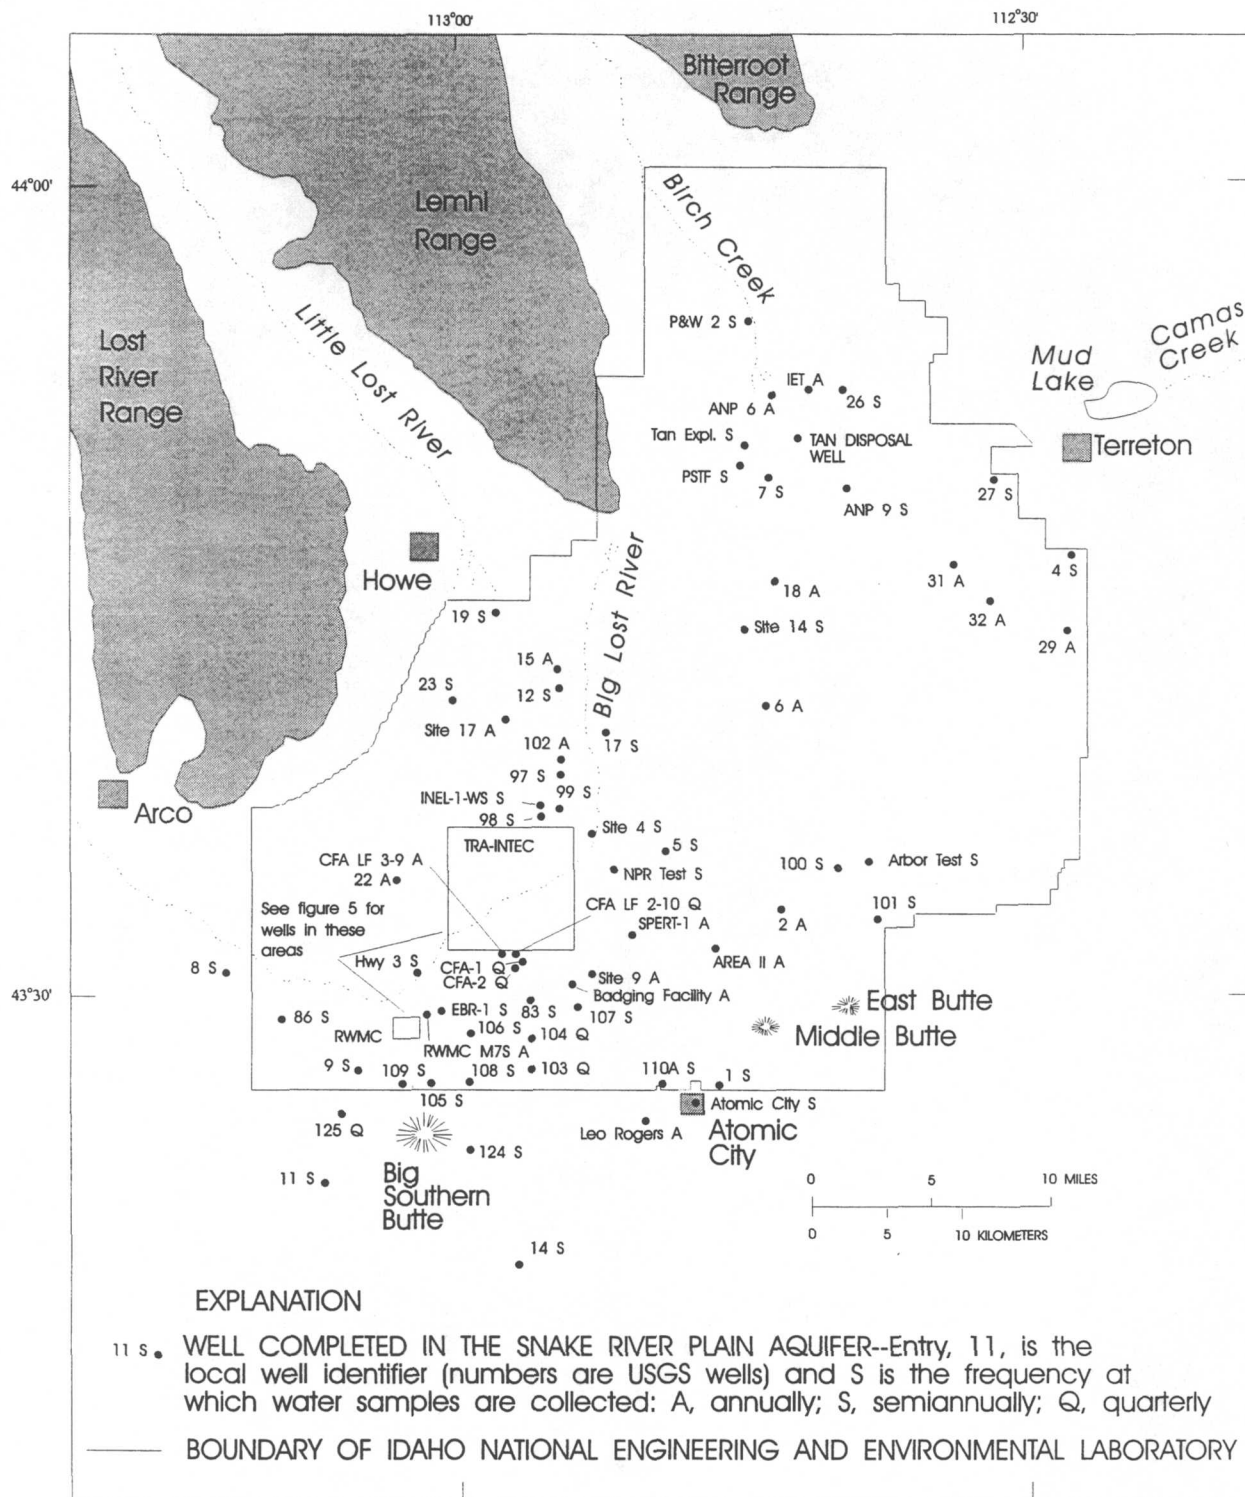 113°00'
112°30'
Bitterroot
Range
44°00'
Lemhi
Range
Birch Creek
Lost
River
Range
Little Lost River
P&W 2 S
Camas
Creek
Mud
Lake
IET A
ANP 6 A
26 S
Tan Expl. S
TAN DISPOSAL
WELL
Terreton
PSTF S
7 S
ANP 9 S
27 S
Howe
Big Lost River
18 A
31 A
4 S
32 A
19 S
Site 14 S
29 A
15 A
23 S
12 S
6 A
Site 17 A
17 S
102 A
97 S
99 S
INEL-1-WS S
Arco
98 S
Site 4 S
TRA-INTEC
5 S
CFA LF 3-9 A
100 S
Arbor Test S
22 A
NPR Test S
CFA LF 2-10 Q
See figure 5 for
wells in these
areas
SPERT-1 A
2 A
101 S
AREA II A
8 S
Hwy 3 S
CFA-1 Q
CFA-2 Q
Site 9 A
Badging Facility A
43°30'
East Butte
86 S
EBR-1 S
83 S
107 S
Middle Butte
RWMC
106 S
104 Q
RWMC M7S A
9 S
109 S
108 S
103 Q
110A S
1 S
105 S
Atomic City S
125 Q
Leo Rogers A
Atomic
City
124 S
Big
Southern
Butte
11 S
0 5 10 MILES
0 5 10 KILOMETERS
14 S
EXPLANATION
11 S WELL COMPLETED IN THE SNAKE RIVER PLAIN AQUIFER--Entry, 11, is the
local well identifier (numbers are USGS wells) and S is the frequency at
which water samples are collected: A, annually; S, semiannually; Q, quarterly
BOUNDARY OF IDAHO NATIONAL ENGINEERING AND ENVIRONMENTAL LABORATORY